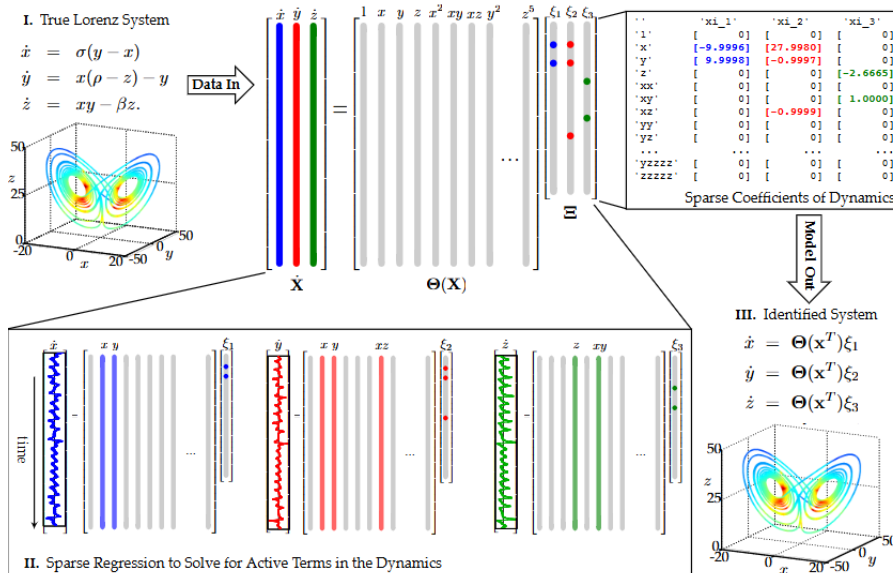 I. True Lorenz System
ẋ = σ(y − x)
ẏ = x(ρ − z) − y
ż = xy − βz.
50
25
0
z
-20
0
20
x
-50
0
50
y
Data In
ẋ ẏ ż
Ẋ
=
1 x y z x² xy xz y² z⁵
...
Θ(X)
ξ₁ ξ₂ ξ₃
Ξ
'' 'xi_1' 'xi_2' 'xi_3'
'1' [ 0] [ 0] [ 0]
'x' [-9.9996] [27.9980] [ 0]
'y' [ 9.9998] [-0.9997] [ 0]
'z' [ 0] [ 0] [-2.6665]
'xx' [ 0] [ 0] [ 0]
'xy' [ 0] [ 0] [ 1.0000]
'xz' [ 0] [-0.9999] [ 0]
'yy' [ 0] [ 0] [ 0]
'yz' [ 0] [ 0] [ 0]
... ... ... ...
'yzzzz' [ 0] [ 0] [ 0]
'zzzzz' [ 0] [ 0] [ 0]
Sparse Coefficients of Dynamics
Model Out
III. Identified System
ẋ = Θ(xᵀ)ξ₁
ẏ = Θ(xᵀ)ξ₂
ż = Θ(xᵀ)ξ₃
50
25
0
z
-20
0
20
x
-50
0
50
y
time
ẋ = x y ... ξ₁
ẏ = x y xz ... ξ₂
ż = z xy ... ξ₃
II. Sparse Regression to Solve for Active Terms in the Dynamics